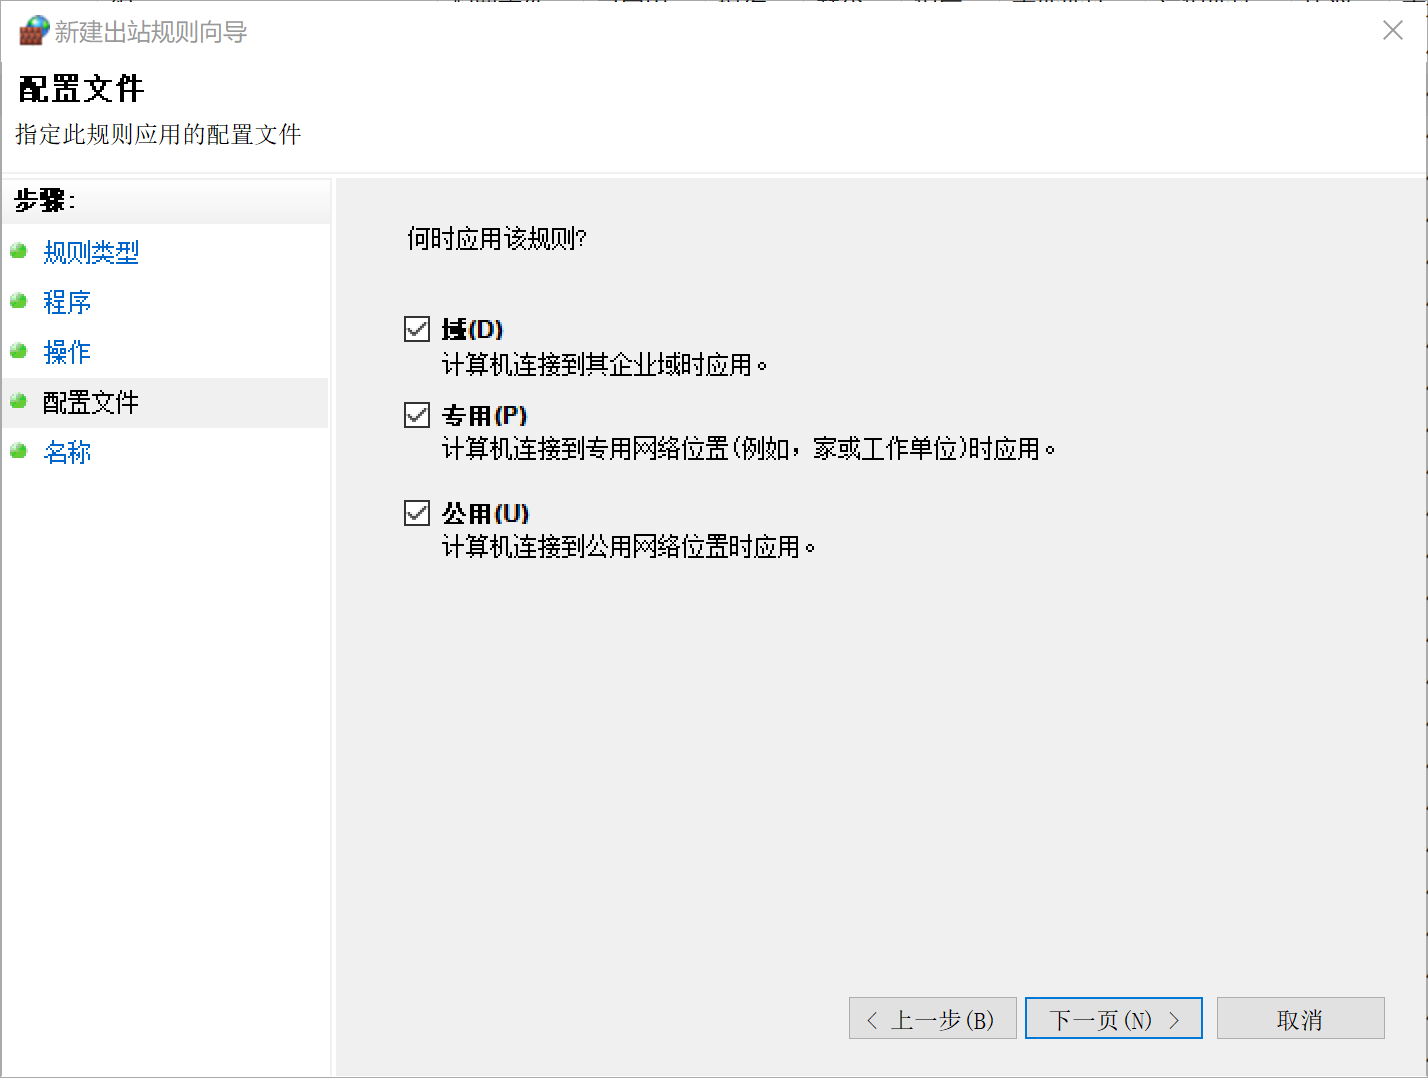 新建出站规则向导
配置文件
指定此规则应用的配置文件
步骤:
规则类型
程序
操作
配置文件
名称
何时应用该规则?
域(D)
计算机连接到其企业域时应用。
专用(P)
计算机连接到专用网络位置(例如，家或工作单位)时应用。
公用(U)
计算机连接到公用网络位置时应用。
< 上一步(B)
下一页(N) >
取消